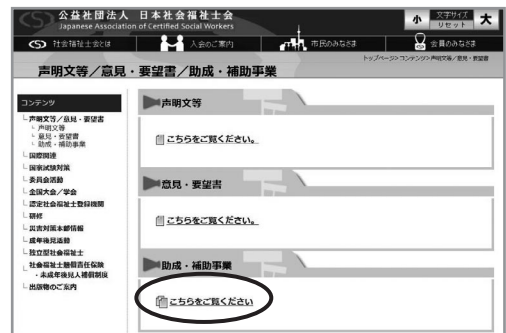 公益社団法人 日本社会福祉士会
Japanese Association of Certified Social Workers
小 文字サイズ リセット 大
社会福祉士会とは 入会のご案内 市民のみなさま 会員のみなさま
トップページ>コンテンツ>声明文等/意見・要望書
声明文等/意見・要望書/助成・補助事業
コンテンツ
声明文等/意見・要望書
声明文等
意見・要望書
助成・補助事業
国際関連
国家試験対策
委員会活動
全国大会/学会
認定社会福祉士登録機関
研修
災害対策本部情報
成年後見活動
独立型社会福祉士
社会福祉士賠償責任保険
・未成年後見人補償制度
出版物のご案内
声明文等
こちらをご覧ください。
意見・要望書
こちらをご覧ください。
助成・補助事業
こちらをご覧ください